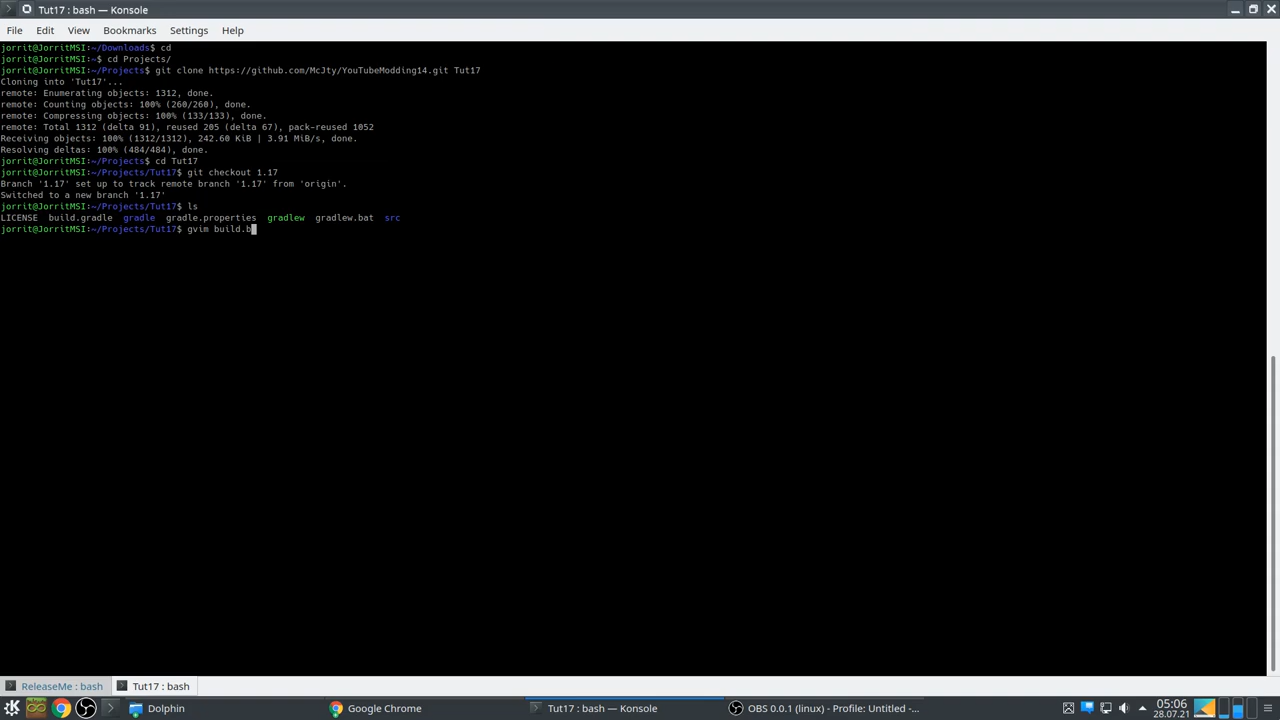 Tut17 : bash — Konsole
File Edit View Bookmarks Settings Help
jorrit@JorritMSI:~/Downloads$ cd
jorrit@JorritMSI:~$ cd Projects/
jorrit@JorritMSI:~/Projects$ git clone https://github.com/McJty/YouTubeModding14.git Tut17
Cloning into 'Tut17'...
remote: Enumerating objects: 1312, done.
remote: Counting objects: 100% (260/260), done.
remote: Compressing objects: 100% (133/133), done.
remote: Total 1312 (delta 91), reused 205 (delta 67), pack-reused 1052
Receiving objects: 100% (1312/1312), 242.60 KiB | 3.91 MiB/s, done.
Resolving deltas: 100% (484/484), done.
jorrit@JorritMSI:~/Projects$ cd Tut17
jorrit@JorritMSI:~/Projects/Tut17$ git checkout 1.17
Branch '1.17' set up to track remote branch '1.17' from 'origin'.
Switched to a new branch '1.17'
jorrit@JorritMSI:~/Projects/Tut17$ ls
LICENSE build.gradle gradle gradle.properties gradlew gradlew.bat src
jorrit@JorritMSI:~/Projects/Tut17$ gvim build.b
ReleaseMe : bash Tut17 : bash
Dolphin Google Chrome Tut17 : bash — Konsole OBS 0.0.1 (linux) - Profile: Untitled -... 05:06
28.07.21